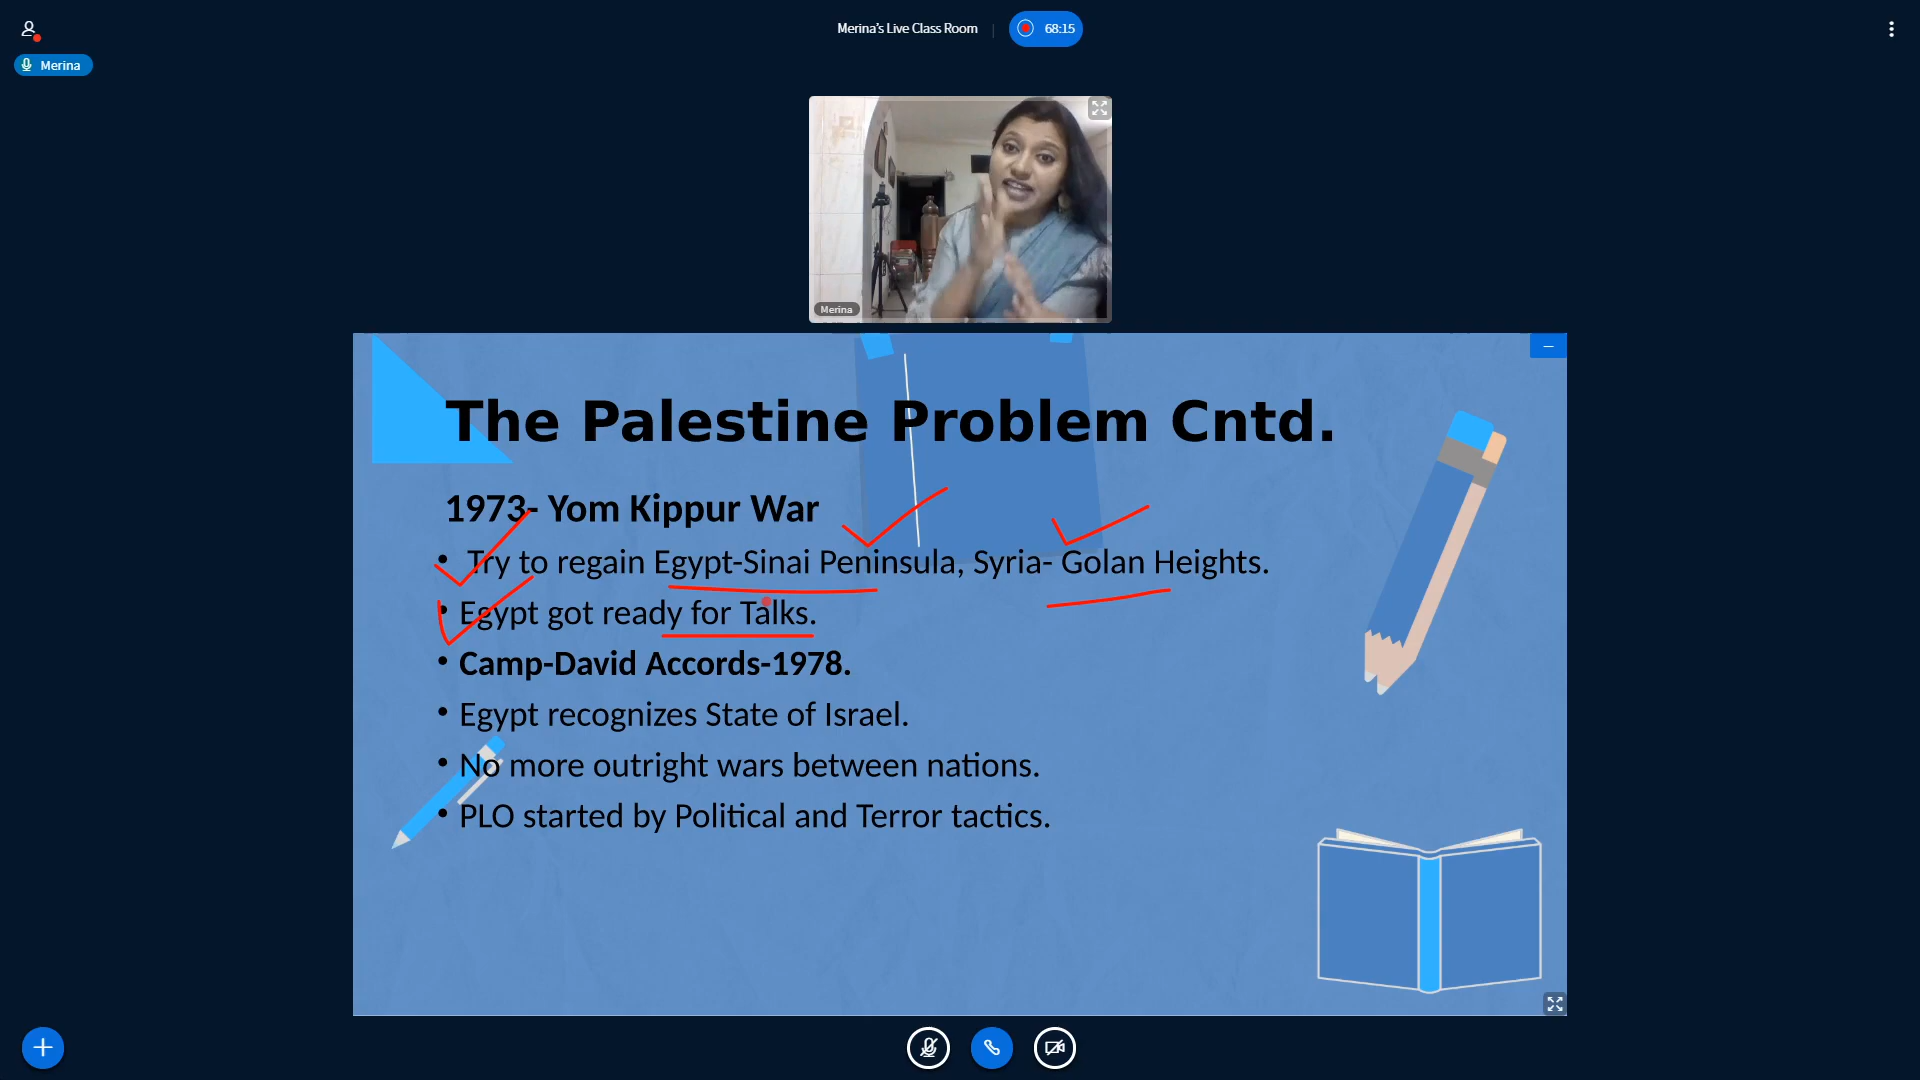 Merina's Live Class Room
68:15
Merina
Merina
The Palestine Problem Cntd.
1973- Yom Kippur War
• Try to regain Egypt-Sinai Peninsula, Syria- Golan Heights.
• Egypt got ready for Talks.
• Camp-David Accords-1978.
• Egypt recognizes State of Israel.
• No more outright wars between nations.
• PLO started by Political and Terror tactics.